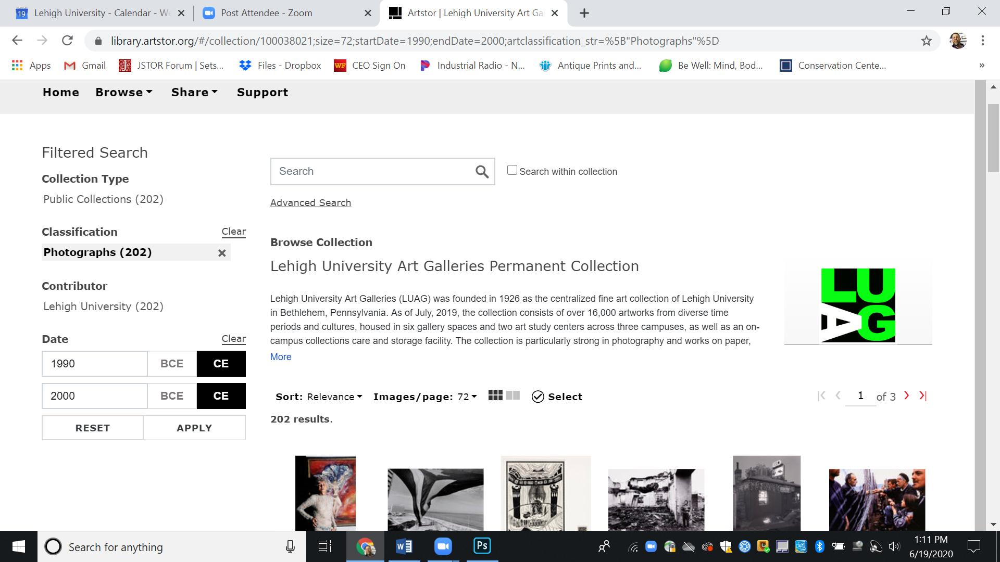 19 Lehigh University - Calendar - We
Post Attendee - Zoom
Artstor | Lehigh University Art Ga
library.artstor.org/#/collection/100038021;size=72;startDate=1990;endDate=2000;artclassification_str=%5B"Photographs"%5D
Apps Gmail JSTOR Forum | Sets... Files - Dropbox WF CEO Sign On Industrial Radio - N... Antique Prints and... Be Well: Mind, Bod... Conservation Cente... »
Home Browse Share Support
Filtered Search
Collection Type
Public Collections (202)
Classification Clear
Photographs (202)
Contributor
Lehigh University (202)
Date Clear
1990 BCE CE
2000 BCE CE
RESET APPLY
Search
Search within collection
Advanced Search
Browse Collection
Lehigh University Art Galleries Permanent Collection
Lehigh University Art Galleries (LUAG) was founded in 1926 as the centralized fine art collection of Lehigh University
in Bethlehem, Pennsylvania. As of July, 2019, the collection consists of over 16,000 artworks from diverse time
periods and cultures, housed in six gallery spaces and two art study centers across three campuses, as well as an on-
campus collections care and storage facility. The collection is particularly strong in photography and works on paper,
More
LU
AG
Sort: Relevance Images/page: 72 Select
1 of 3
202 results.
Search for anything
Ps
1:11 PM
6/19/2020